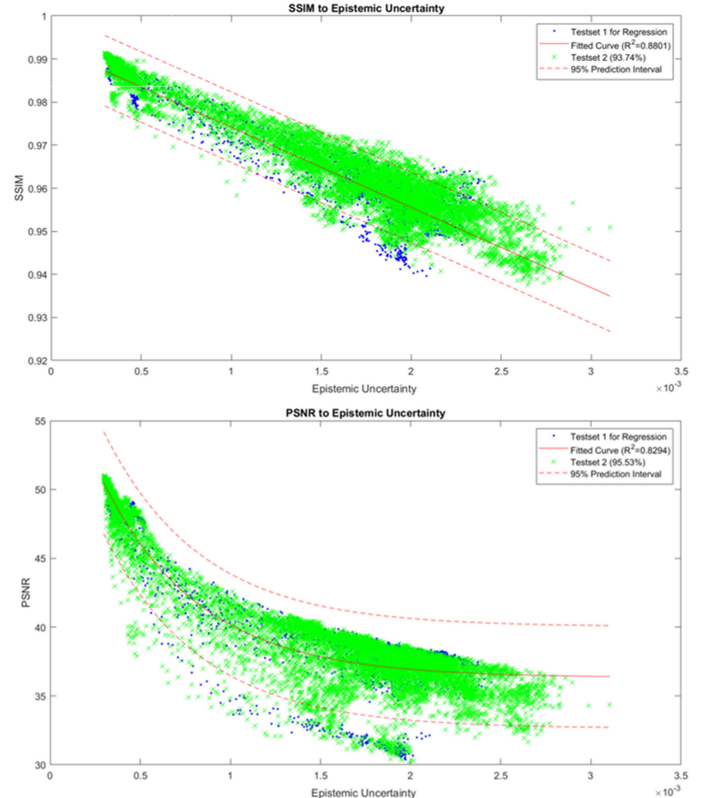 SSIM to Epistemic Uncertainty
1
0.99
0.98
0.97
0.96
0.95
0.94
0.93
0.92
SSIM
Testset 1 for Regression
Fitted Curve (R²=0.8801)
Testset 2 (93.74%)
95% Prediction Interval
0 0.5 1 1.5 2 2.5 3 3.5
Epistemic Uncertainty
×10⁻³
PSNR to Epistemic Uncertainty
55
50
45
40
35
30
PSNR
Testset 1 for Regression
Fitted Curve (R²=0.8294)
Testset 2 (95.53%)
95% Prediction Interval
0 0.5 1 1.5 2 2.5 3 3.5
Epistemic Uncertainty
×10⁻³